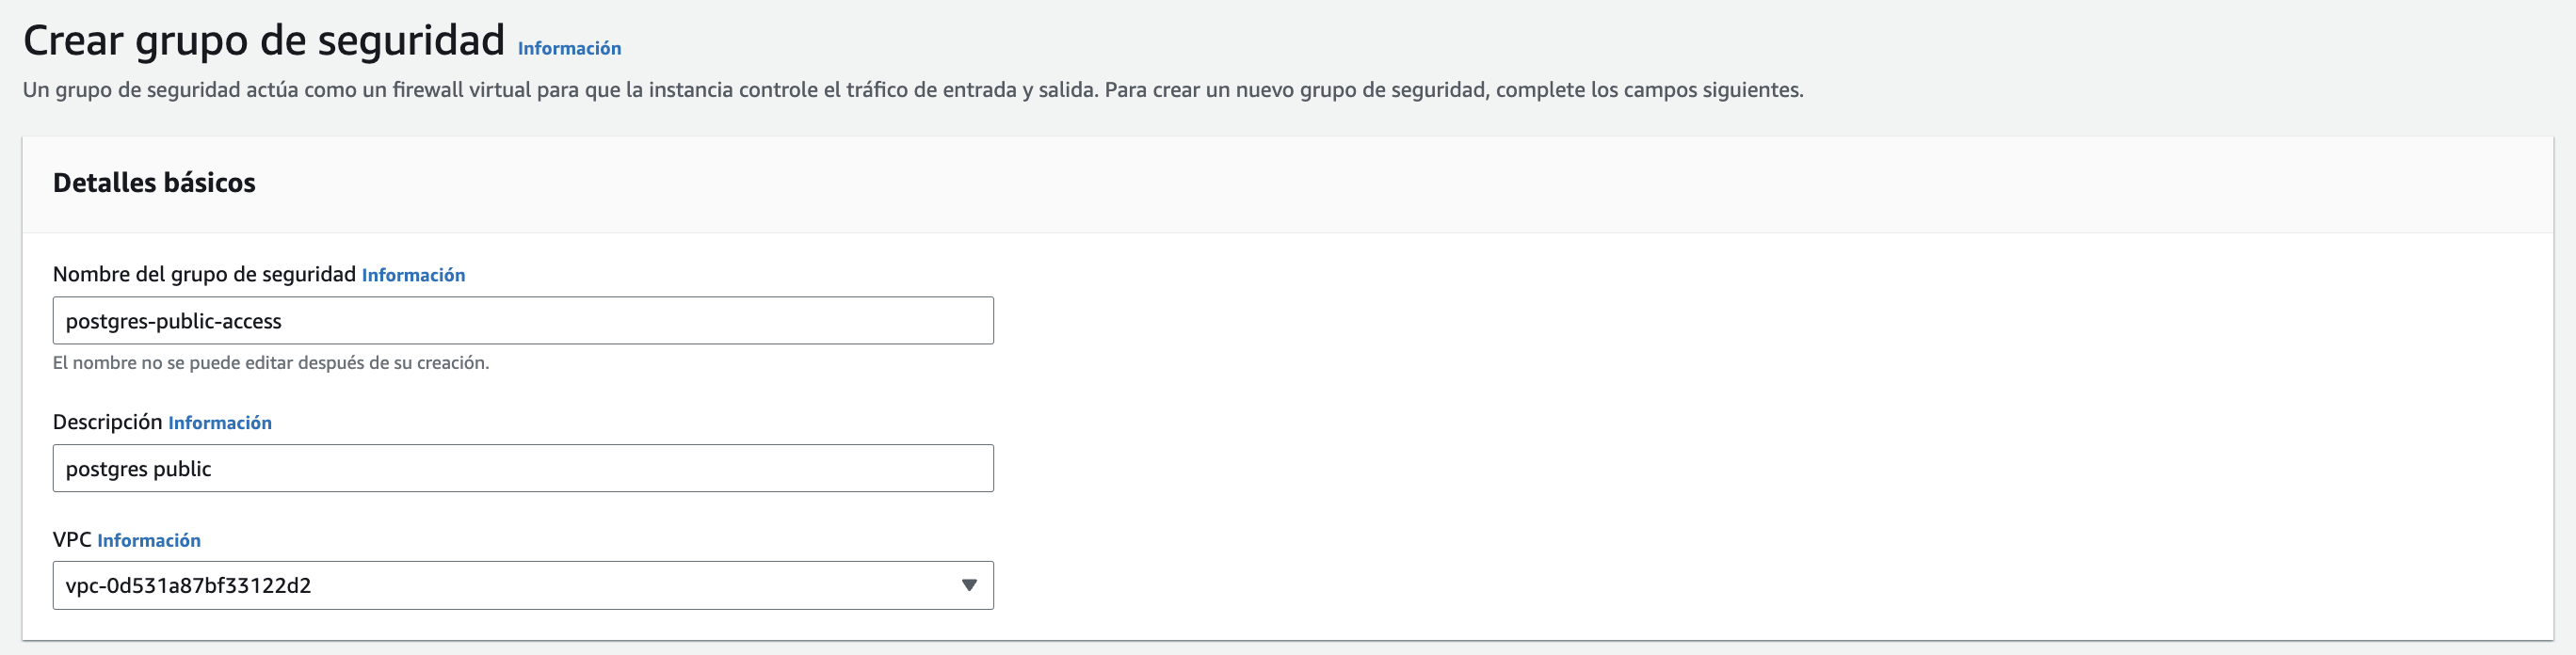 Crear grupo de seguridad Información
Un grupo de seguridad actúa como un firewall virtual para que la instancia controle el tráfico de entrada y salida. Para crear un nuevo grupo de seguridad, complete los campos siguientes.
Detalles básicos
Nombre del grupo de seguridad Información
postgres-public-access
El nombre no se puede editar después de su creación.
Descripción Información
postgres public
VPC Información
vpc-0d531a87bf33122d2